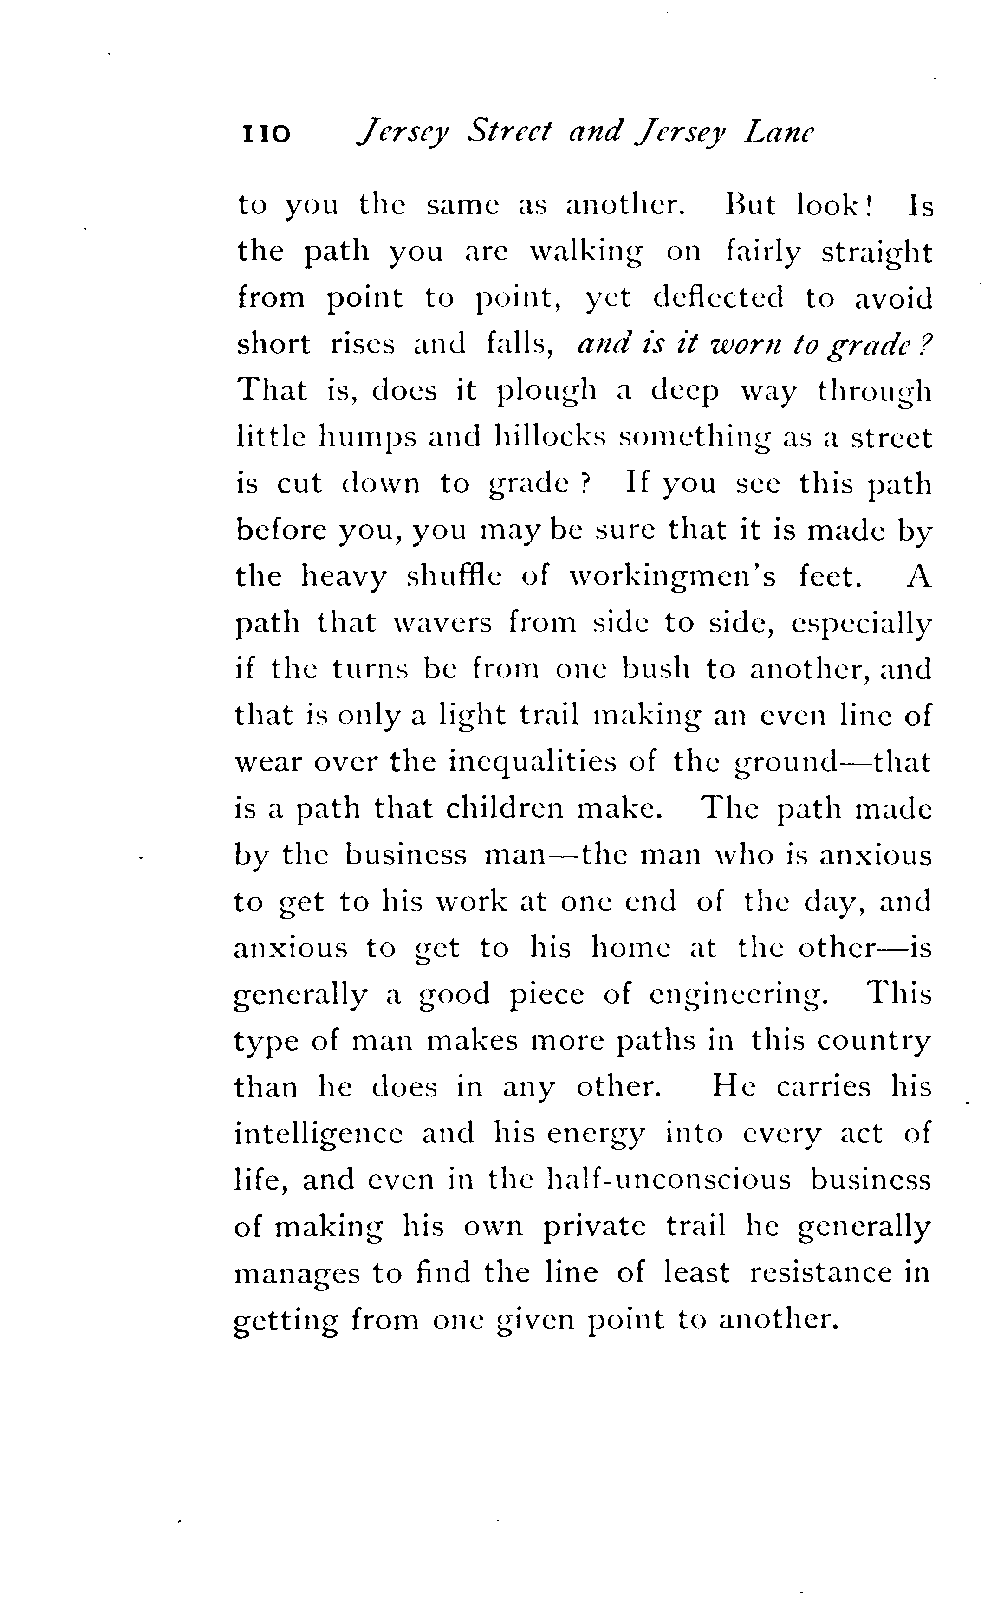 110 Jersey Street and Jersey Lane
to you the same as another. But look! Is
the path you are walking on fairly straight
from point to point, yet deflected to avoid
short rises and falls, and is it worn to grade?
That is, does it plough a deep way through
little humps and hillocks something as a street
is cut down to grade? If you see this path
before you, you may be sure that it is made by
the heavy shuffle of workingmen's feet. A
path that wavers from side to side, especially
if the turns be from one bush to another, and
that is only a light trail making an even line of
wear over the inequalities of the ground—that
is a path that children make. The path made
by the business man—the man who is anxious
to get to his work at one end of the day, and
anxious to get to his home at the other—is
generally a good piece of engineering. This
type of man makes more paths in this country
than he does in any other. He carries his
intelligence and his energy into every act of
life, and even in the half-unconscious business
of making his own private trail he generally
manages to find the line of least resistance in
getting from one given point to another.